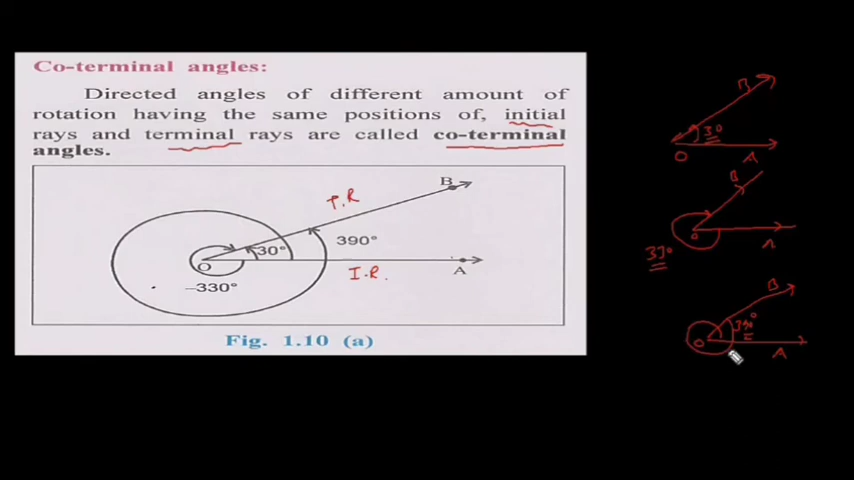 Co-terminal angles:
Directed angles of different amount of
rotation having the same positions of, initial
rays and terminal rays are called co-terminal
angles.
B
T.R
390°
30°
O
I.R.
A
–330°
Fig. 1.10 (a)
B
30
O
A
B
O
A
330
B
390°
O
A